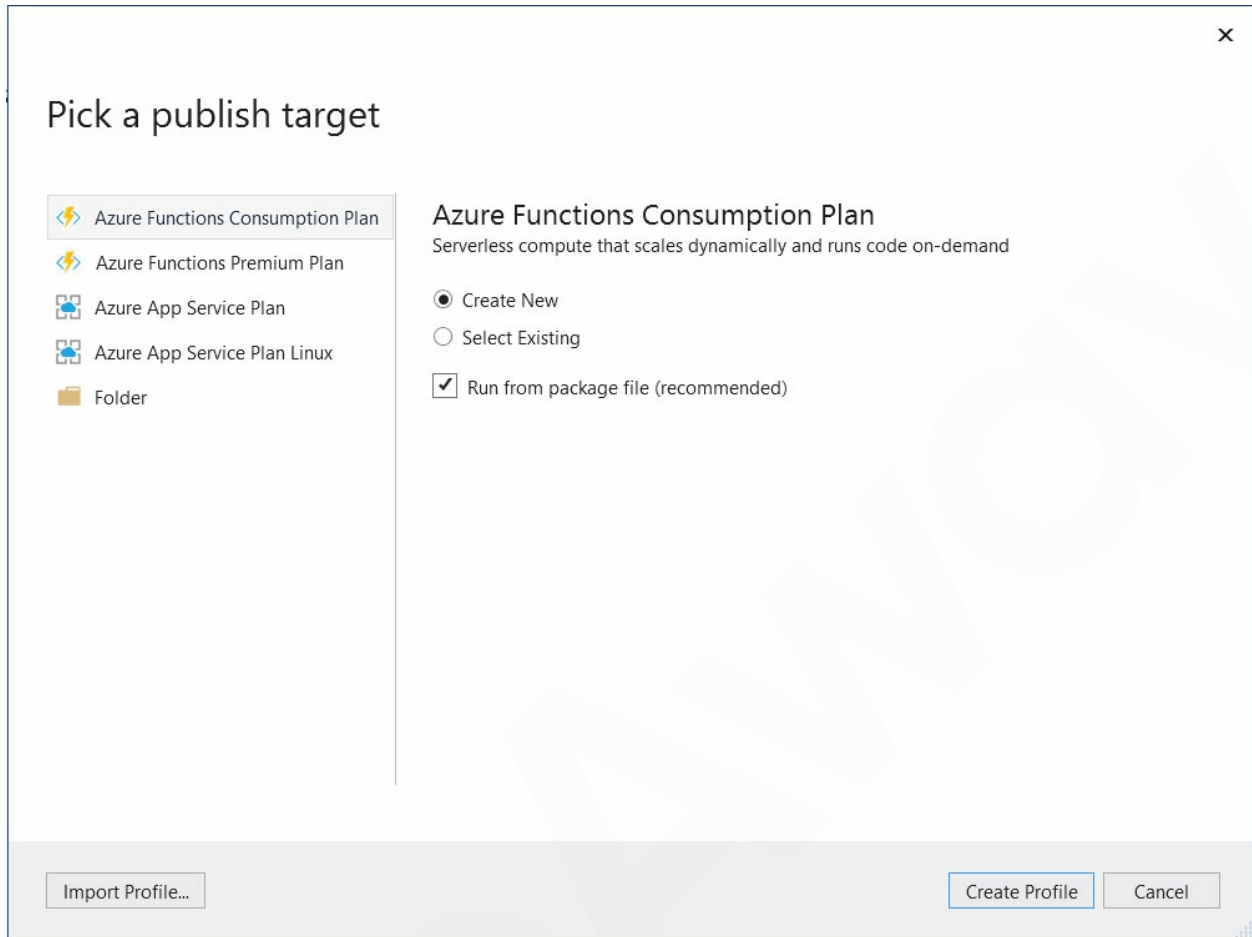 Pick a publish target
Azure Functions Consumption Plan
Azure Functions Premium Plan
Azure App Service Plan
Azure App Service Plan Linux
Folder
Azure Functions Consumption Plan
Serverless compute that scales dynamically and runs code on-demand
Create New
Select Existing
Run from package file (recommended)
Import Profile...
Create Profile
Cancel